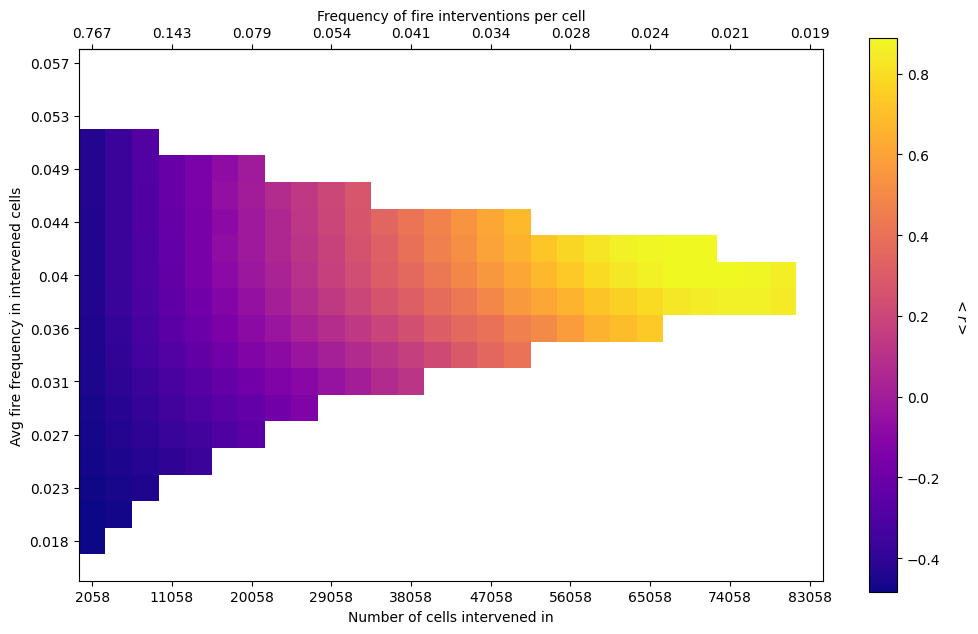 Frequency of fire interventions per cell
0.767 0.143 0.079 0.054 0.041 0.034 0.028 0.024 0.021 0.019
Avg fire frequency in intervened cells
0.057
0.053
0.049
0.044
0.04
0.036
0.031
0.027
0.023
0.018
2058 11058 20058 29058 38058 47058 56058 65058 74058 83058
Number of cells intervened in
0.8
0.6
0.4
0.2
0.0
−0.2
−0.4
< r >